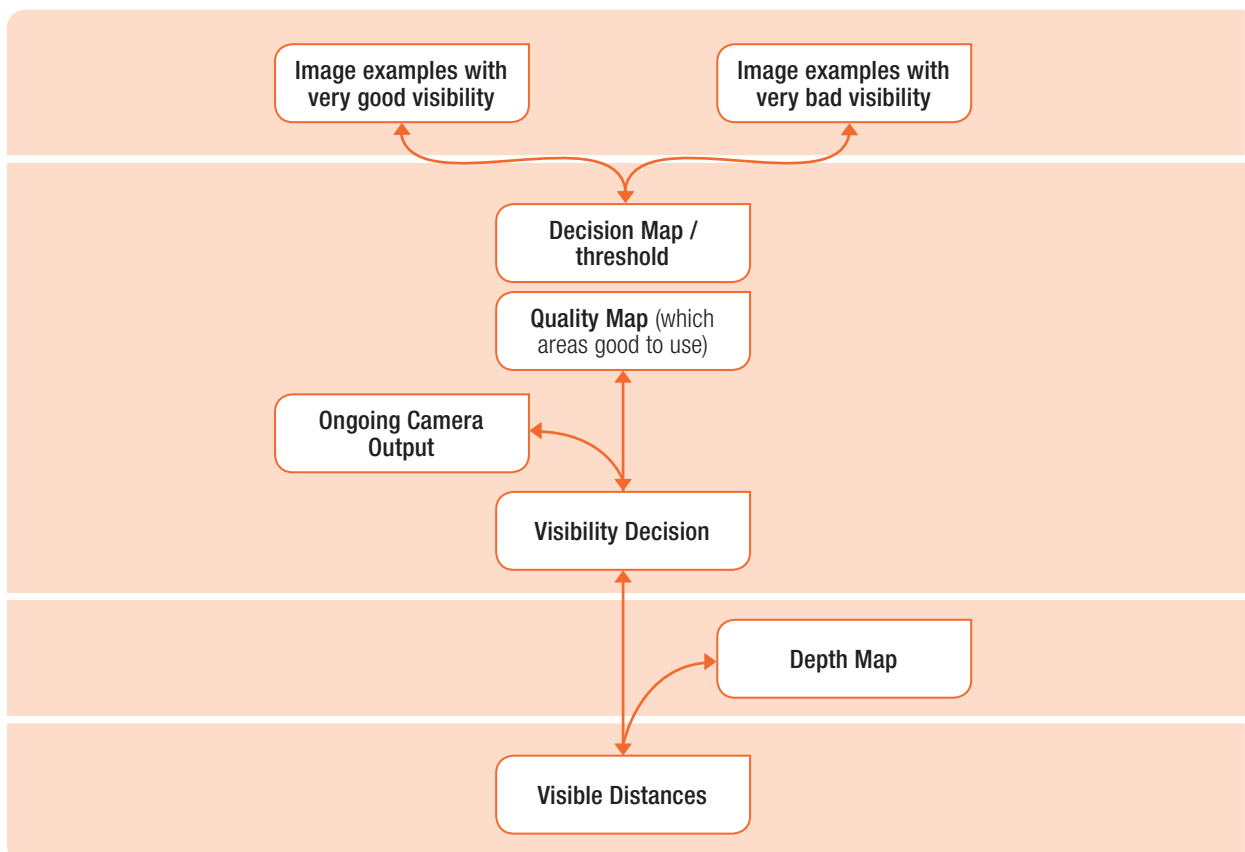 Image examples with
very good visibility
Image examples with
very bad visibility
Decision Map /
threshold
Quality Map (which
areas good to use)
Ongoing Camera
Output
Visibility Decision
Depth Map
Visible Distances